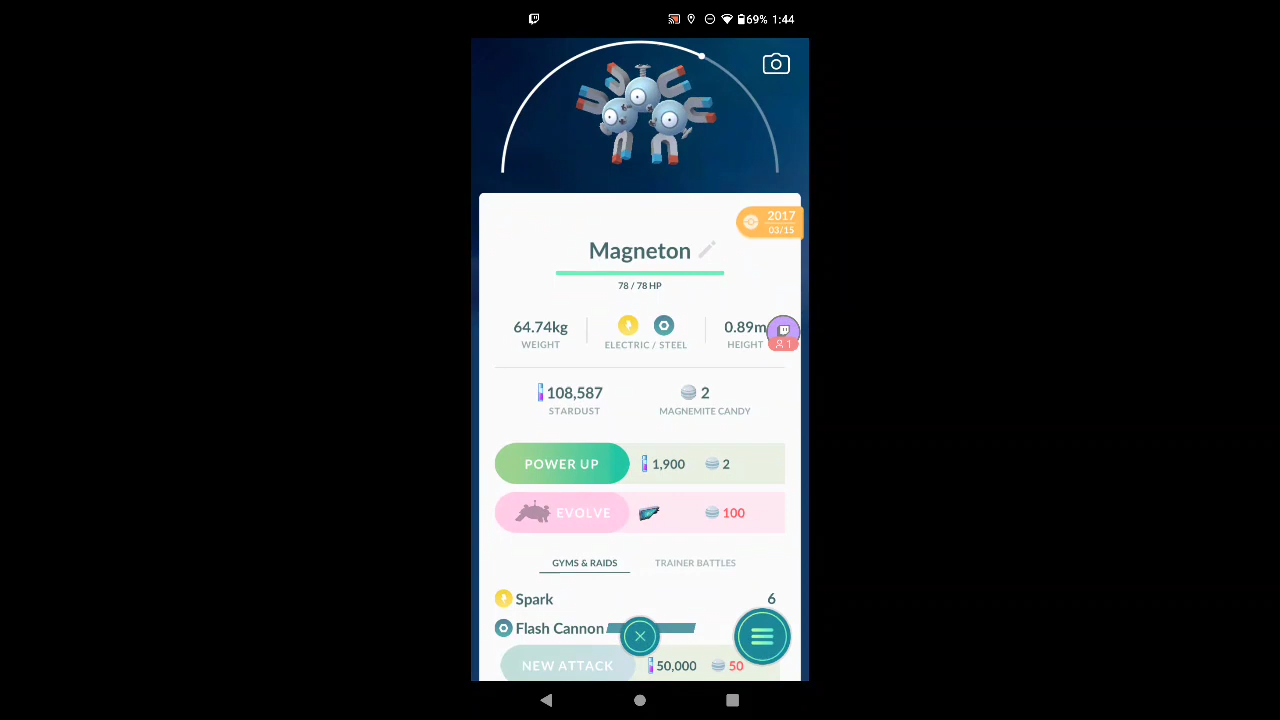 69% 1:44
2017
03/15
Magneton
78 / 78 HP
64.74kg
WEIGHT
ELECTRIC / STEEL
0.89m
HEIGHT
1
108,587
STARDUST
2
MAGNEMITE CANDY
POWER UP 1,900 2
EVOLVE 100
GYMS & RAIDS TRAINER BATTLES
Spark 6
Flash Cannon
NEW ATTACK 50,000 50